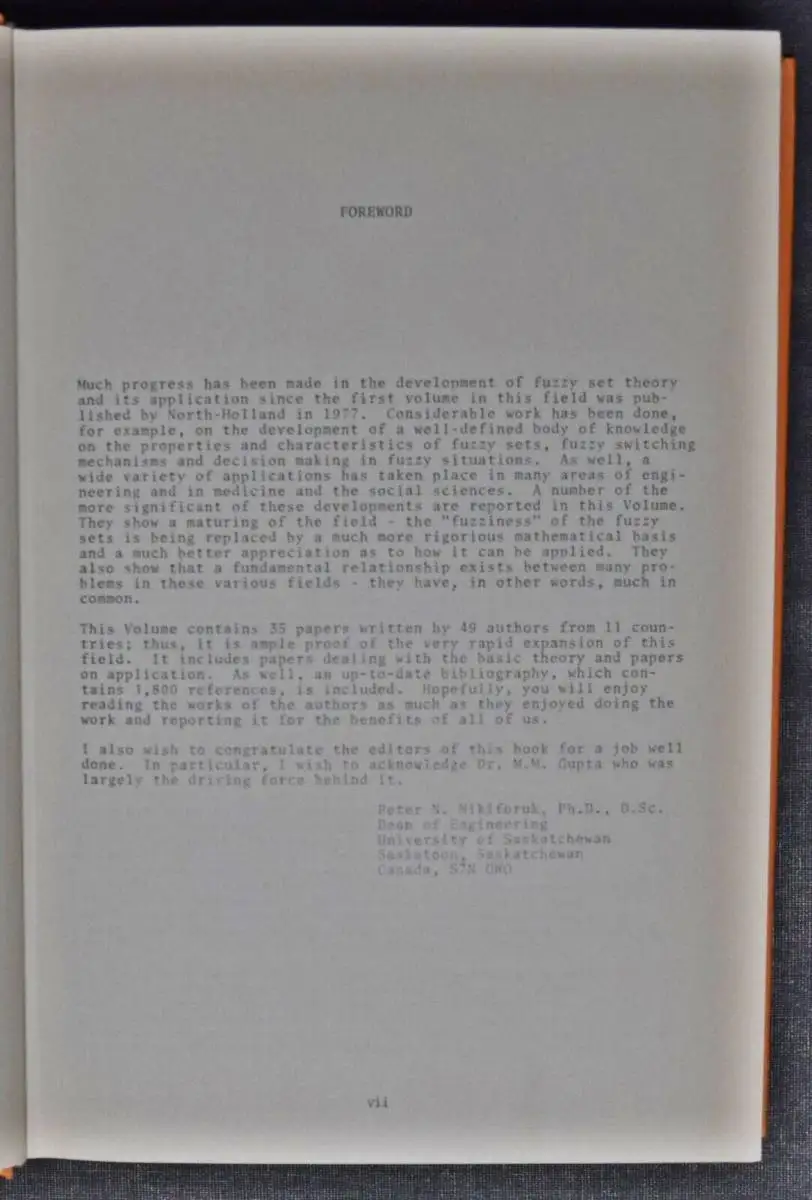 FOREWORD
Much progress has been made in the development of fuzzy set theory
and its application since the first volume in this field was pub-
lished by North-Holland in 1977. Considerable work has been done,
for example, on the development of a well-defined body of knowledge
on the properties and characteristics of fuzzy sets, fuzzy switching
mechanisms and decision making in fuzzy situations. As well, a
wide variety of applications has taken place in many areas of engi-
neering and in medicine and the social sciences. A number of the
more significant of these developments are reported in this Volume.
They show a maturing of the field - the "fuzziness" of the fuzzy
sets is being replaced by a much more rigorious mathematical basis
and a much better appreciation as to how it can be applied. They
also show that a fundamental relationship exists between many pro-
blems in those various fields - they have, in other words, much in
common.
This Volume contains 35 papers written by 49 authors from 11 coun-
tries; thus, it is ample proof of the very rapid expansion of this
field. It includes papers dealing with the basic theory and papers
on application. As well, an up-to-date bibliography, which con-
tains 1,800 references, is included. Hopefully, you will enjoy
reading the works of the authors as much as they enjoyed doing the
work and reporting it for the benefits of all of us.
I also wish to congratulate the editors of this book for a job well
done. In particular, I wish to acknowledge Dr. M.M. Gupta who was
largely the driving force behind it.
Peter N. Nikiforuk, Ph.D., D.Sc.
Dean of Engineering
University of Saskatchewan
Saskatoon, Saskatchewan
Canada, S7N 0W0
vii